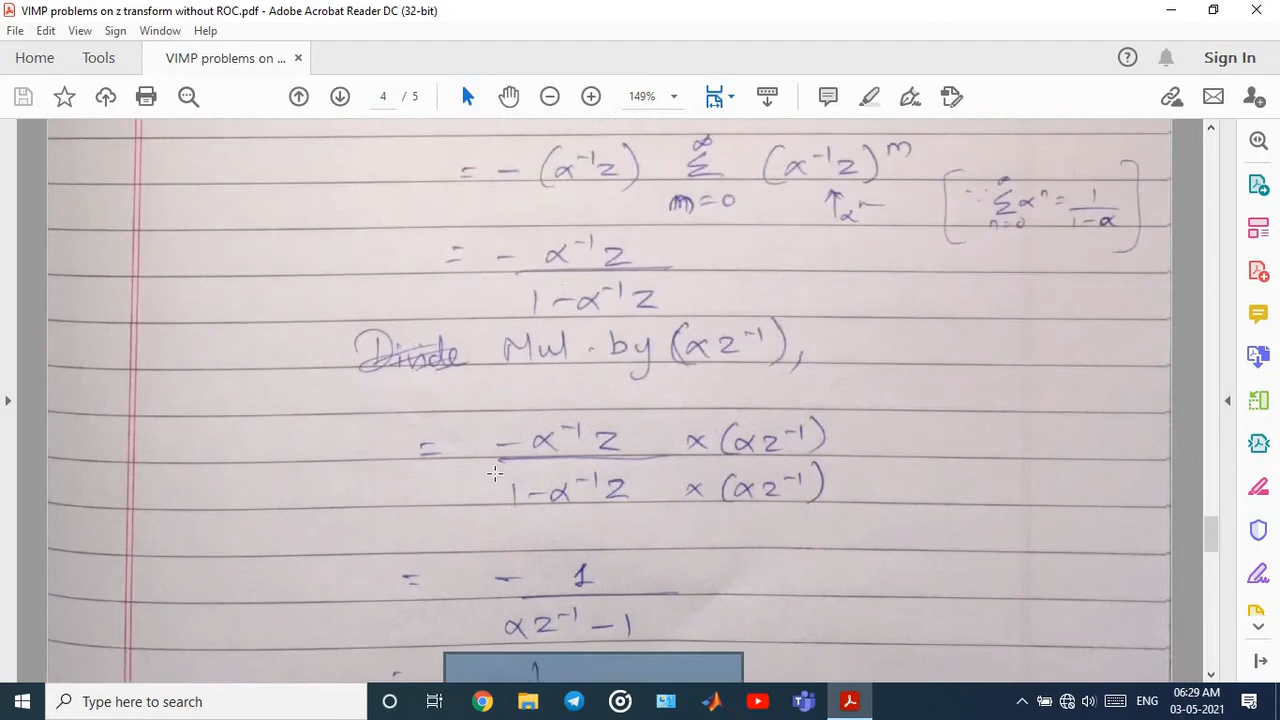 VIMP problems on z transform without ROC.pdf - Adobe Acrobat Reader DC (32-bit)
File Edit View Sign Window Help
Home Tools VIMP problems on ... × Sign In
4 / 5 149%
= - (α⁻¹z) ∞ Σ m=0 (α⁻¹z)^m
↑αⁿ
[∵ ∞ Σ n=0 αⁿ = 1 / 1-α]
= - α⁻¹z
1 - α⁻¹z
Mul. by (αz⁻¹),
= - α⁻¹z × (αz⁻¹)
1 - α⁻¹z × (αz⁻¹)
= - 1
αz⁻¹ - 1
= 1
Type here to search
ENG
06:29 AM
03-05-2021